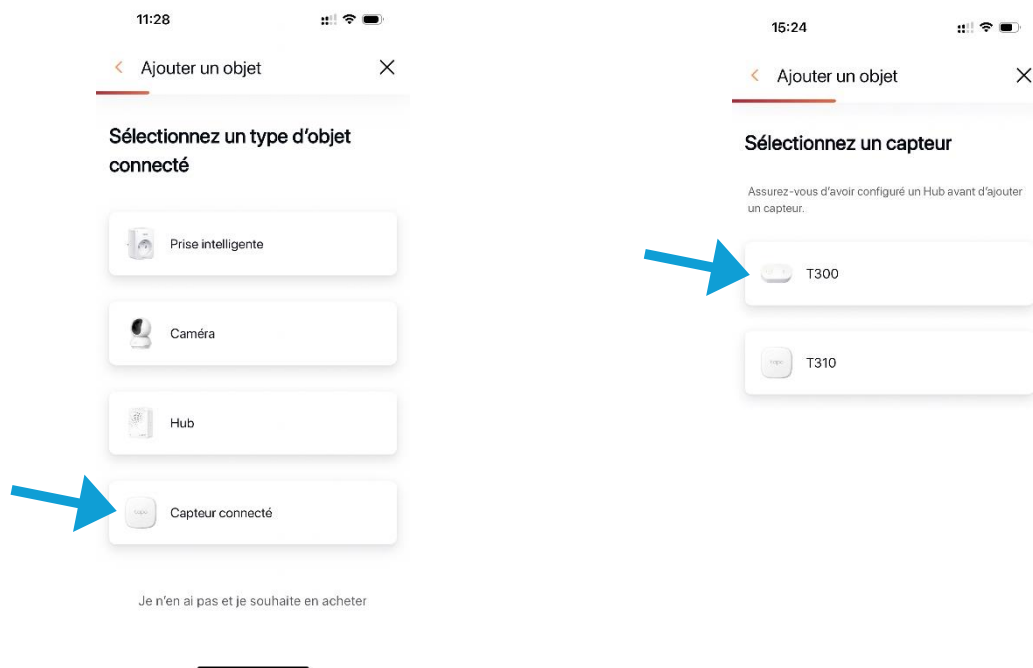 11:28
Ajouter un objet
Sélectionnez un type d'objet
connecté
Prise intelligente
Caméra
Hub
tapo
Capteur connecté
Je n'en ai pas et je souhaite en acheter
15:24
Ajouter un objet
Sélectionnez un capteur
Assurez-vous d'avoir configuré un Hub avant d'ajouter
un capteur.
T300
tapo
T310